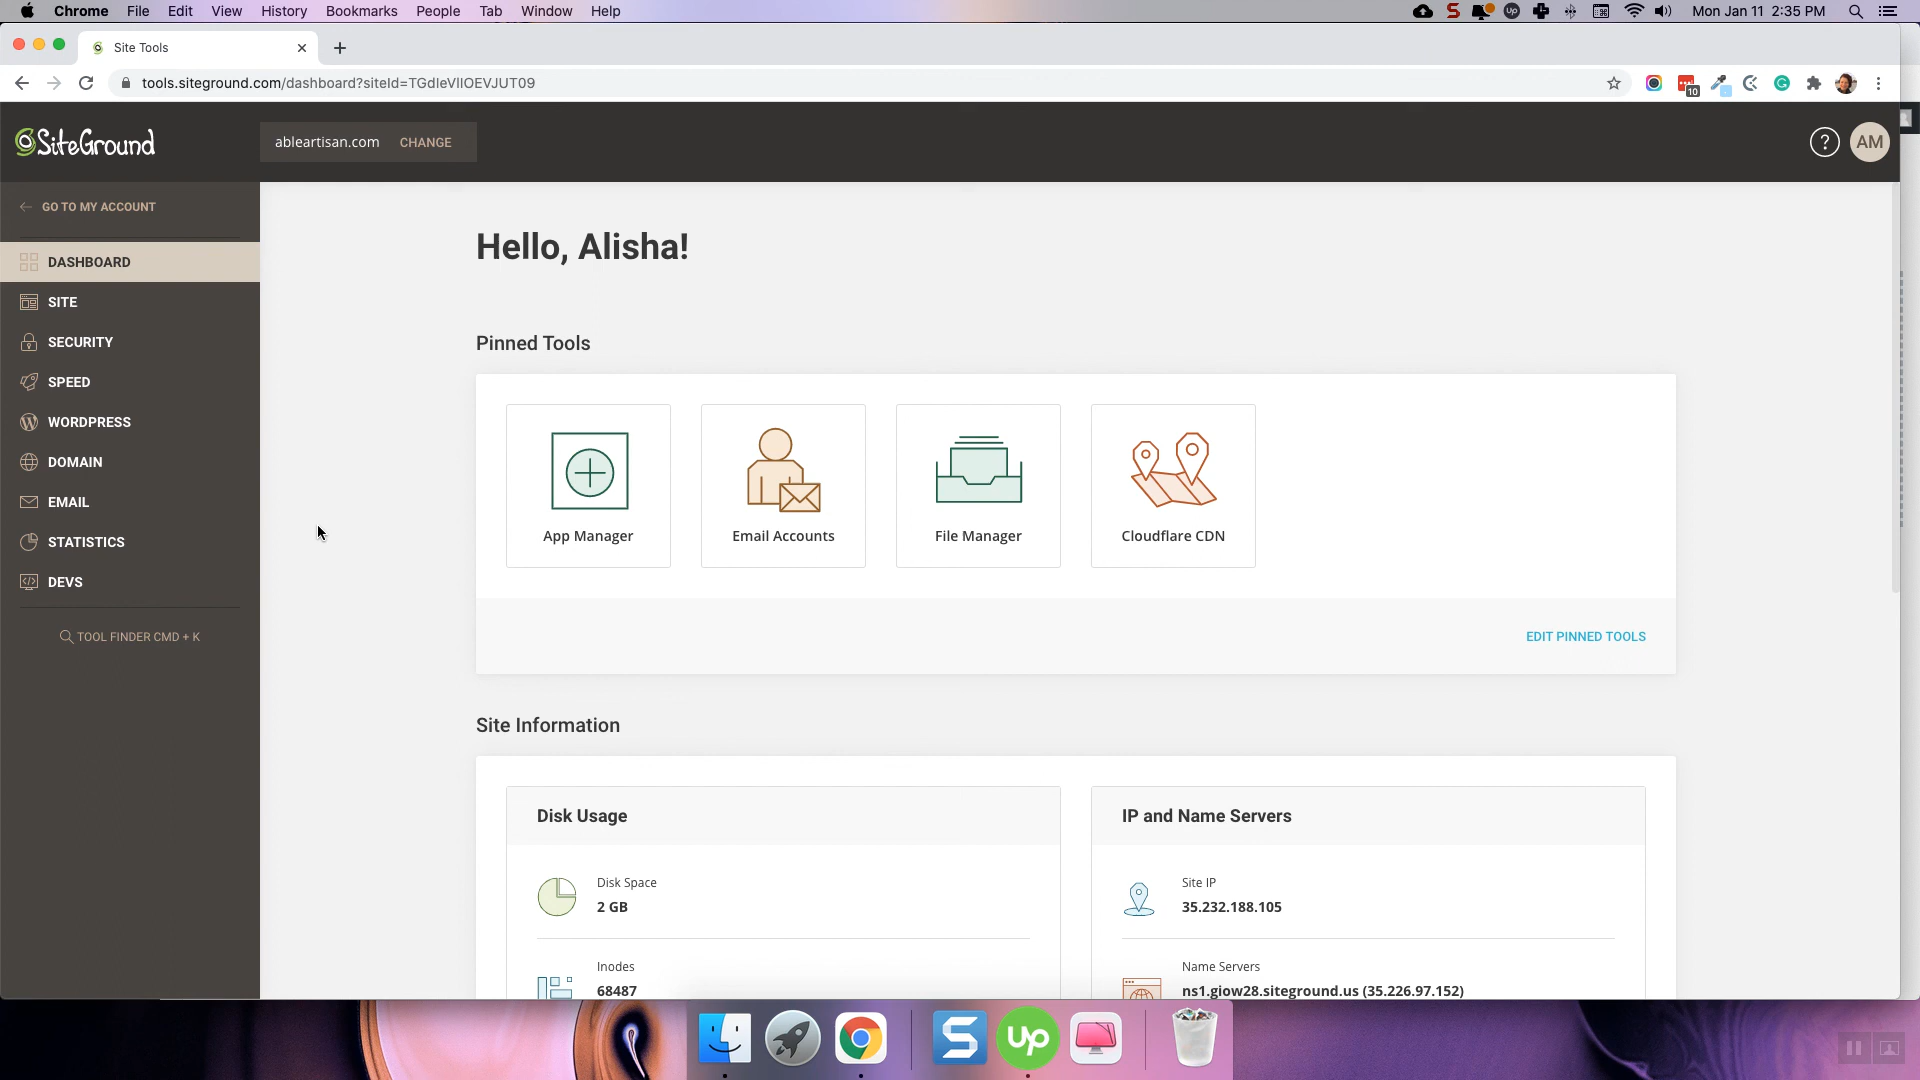 Chrome File Edit View History Bookmarks People Tab Window Help
Mon Jan 11 2:35 PM
Site Tools
tools.siteground.com/dashboard?siteId=TGdleVllOEVJUT09
10
SiteGround
ableartisan.com CHANGE
? AM
GO TO MY ACCOUNT
DASHBOARD
SITE
SECURITY
SPEED
WORDPRESS
DOMAIN
EMAIL
STATISTICS
DEVS
TOOL FINDER CMD + K
Hello, Alisha!
Pinned Tools
App Manager
Email Accounts
File Manager
Cloudflare CDN
EDIT PINNED TOOLS
Site Information
Disk Usage
Disk Space
2 GB
Inodes
68487
IP and Name Servers
Site IP
35.232.188.105
Name Servers
ns1.giow28.siteground.us (35.226.97.152)
S
up